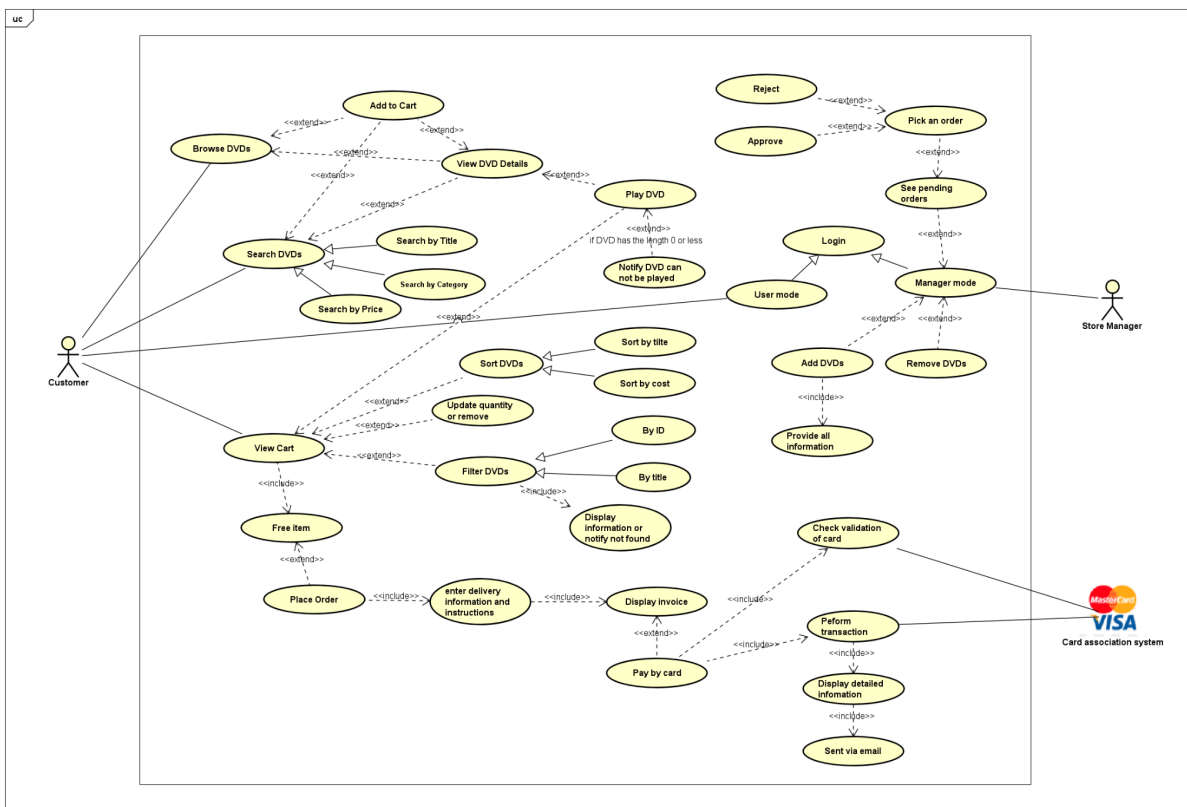 uc
Add to Cart
Reject
<<extend>>
Pick an order
<<extend>>
<<extend>>
<<extend>>
Approve
Browse DVDs
<<extend>>
View DVD Details
<<extend>>
<<extend>>
<<extend>>
Play DVD
See pending
orders
<<extend>>
<<extend>>
<<extend>>
if DVD has the length 0 or less
Search by Title
Login
Search DVDs
Notify DVD can
not be played
Search by Category
Manager mode
User mode
Search by Price
<<extend>>
<<extend>>
<<extend>>
Store Manager
Customer
Sort by tilte
Sort DVDs
Add DVDs
Remove DVDs
Sort by cost
<<extend>>
<<include>>
Update quantity
or remove
<<extend>>
By ID
Provide all
information
View Cart
<<extend>>
Filter DVDs
By title
<<include>>
<<include>>
Display
information or
notify not found
Free item
Check validation
of card
<<extend>>
Place Order
<<include>>
enter delivery
information and
instructions
<<include>>
Display invoice
<<include>>
MasterCard
VISA
Card association system
<<extend>>
Peform
transaction
<<include>>
<<include>>
Pay by card
Display detailed
infomation
<<include>>
Sent via email